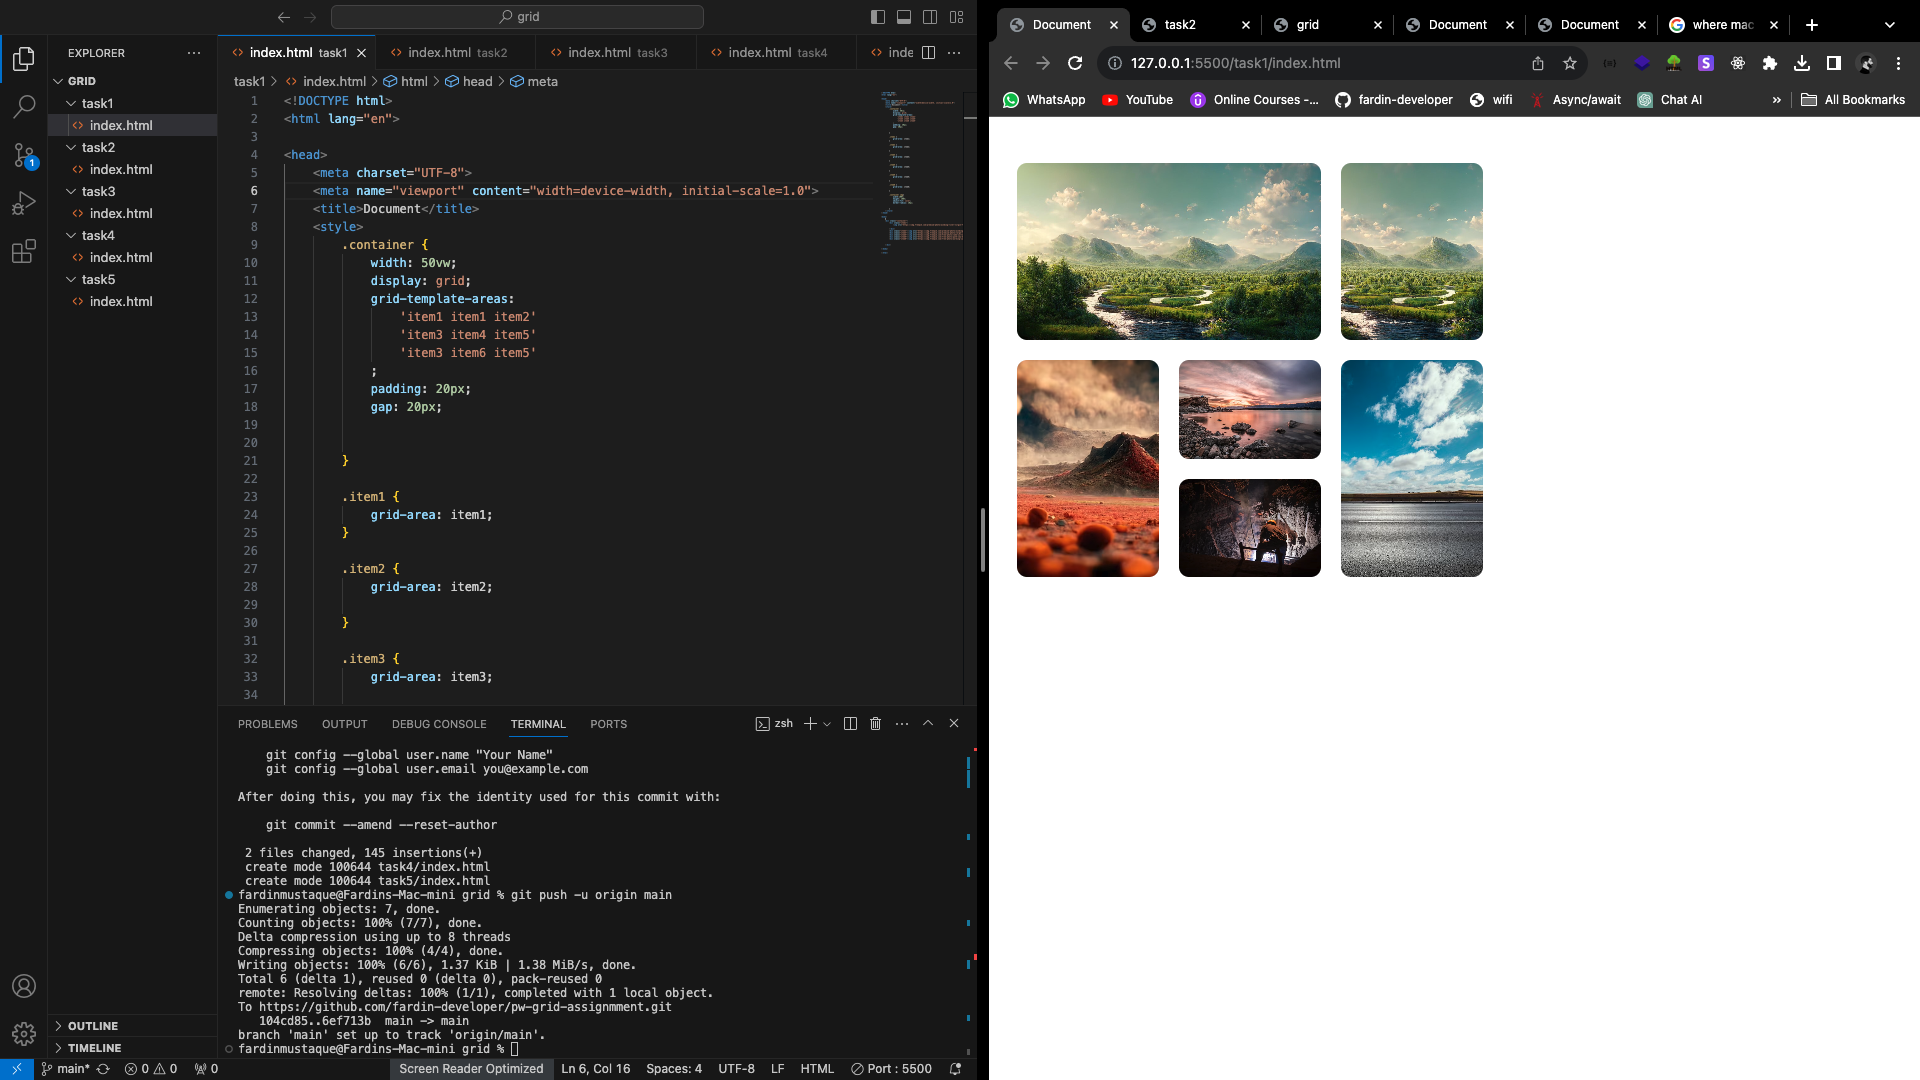 grid
EXPLORER
GRID
task1
index.html
task2
index.html
task3
index.html
task4
index.html
task5
index.html
OUTLINE
TIMELINE
1
index.html task1
index.html task2
index.html task3
index.html task4
inde
task1 > index.html > html > head > meta
1 <!DOCTYPE html>
2 <html lang="en">
3
4 <head>
5 <meta charset="UTF-8">
6 <meta name="viewport" content="width=device-width, initial-scale=1.0">
7 <title>Document</title>
8 <style>
9 .container {
10 width: 50vw;
11 display: grid;
12 grid-template-areas:
13 'item1 item1 item2'
14 'item3 item4 item5'
15 'item3 item6 item5'
16 ;
17 padding: 20px;
18 gap: 20px;
19
20
21 }
22
23 .item1 {
24 grid-area: item1;
25 }
26
27 .item2 {
28 grid-area: item2;
29
30 }
31
32 .item3 {
33 grid-area: item3;
34
PROBLEMS OUTPUT DEBUG CONSOLE TERMINAL PORTS
zsh
git config --global user.name "Your Name"
git config --global user.email you@example.com
After doing this, you may fix the identity used for this commit with:
git commit --amend --reset-author
2 files changed, 145 insertions(+)
create mode 100644 task4/index.html
create mode 100644 task5/index.html
fardinmustaque@Fardins-Mac-mini grid % git push -u origin main
Enumerating objects: 7, done.
Counting objects: 100% (7/7), done.
Delta compression using up to 8 threads
Compressing objects: 100% (4/4), done.
Writing objects: 100% (6/6), 1.37 KiB | 1.38 MiB/s, done.
Total 6 (delta 1), reused 0 (delta 0), pack-reused 0
remote: Resolving deltas: 100% (1/1), completed with 1 local object.
To https://github.com/fardin-developer/pw-grid-assignmment.git
104cd85..6ef713b main -> main
branch 'main' set up to track 'origin/main'.
fardinmustaque@Fardins-Mac-mini grid %
main* 0 0 0
Screen Reader Optimized Ln 6, Col 16 Spaces: 4 UTF-8 LF HTML Port : 5500
Document task2 grid Document Document where mac
127.0.0.1:5500/task1/index.html
WhatsApp YouTube Online Courses -... fardin-developer wifi Async/await Chat AI » All Bookmarks